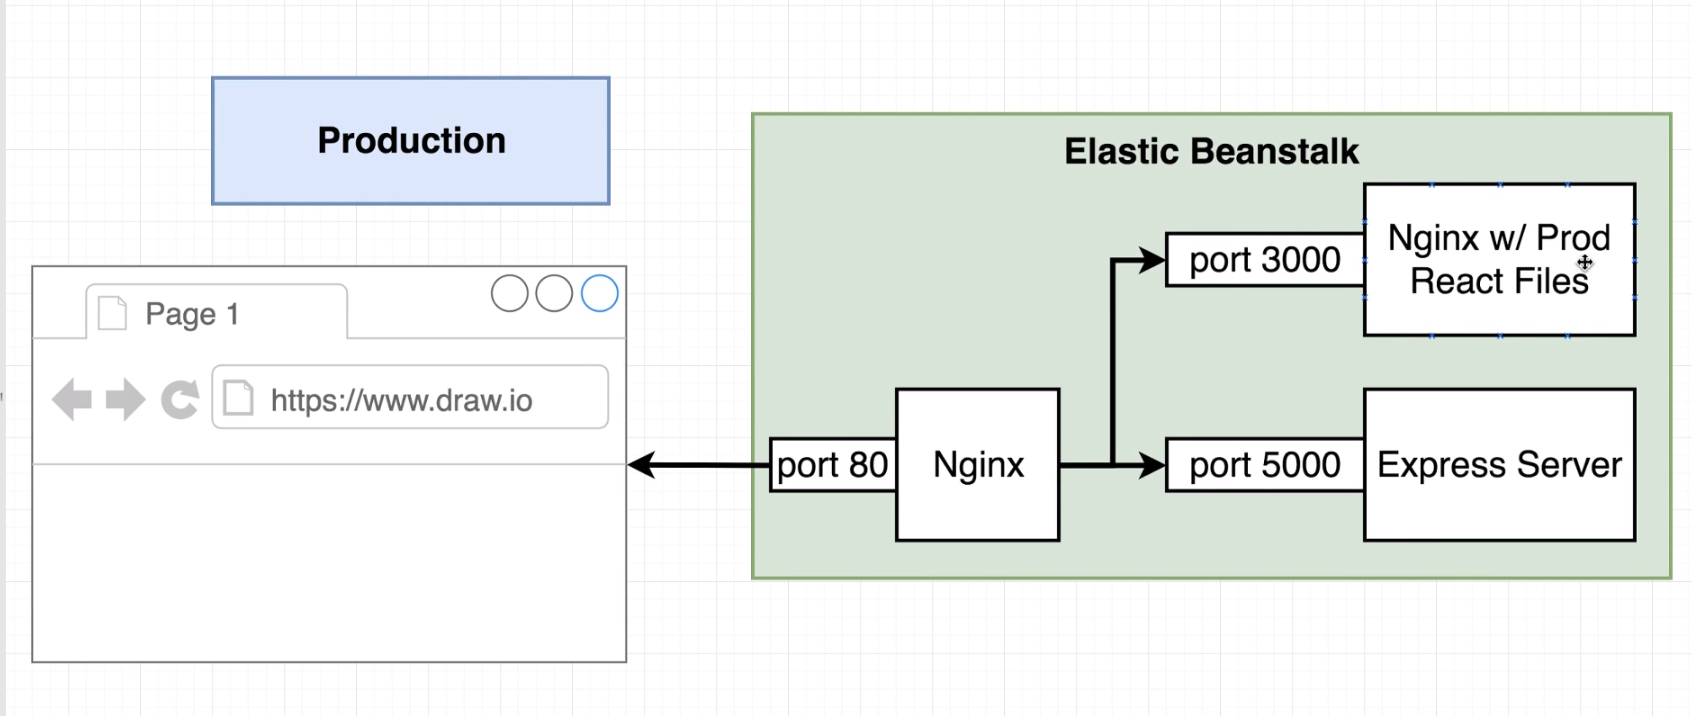 Production
Elastic Beanstalk
Nginx w/ Prod
React Files
port 3000
Page 1
https://www.draw.io
port 80
Nginx
port 5000
Express Server